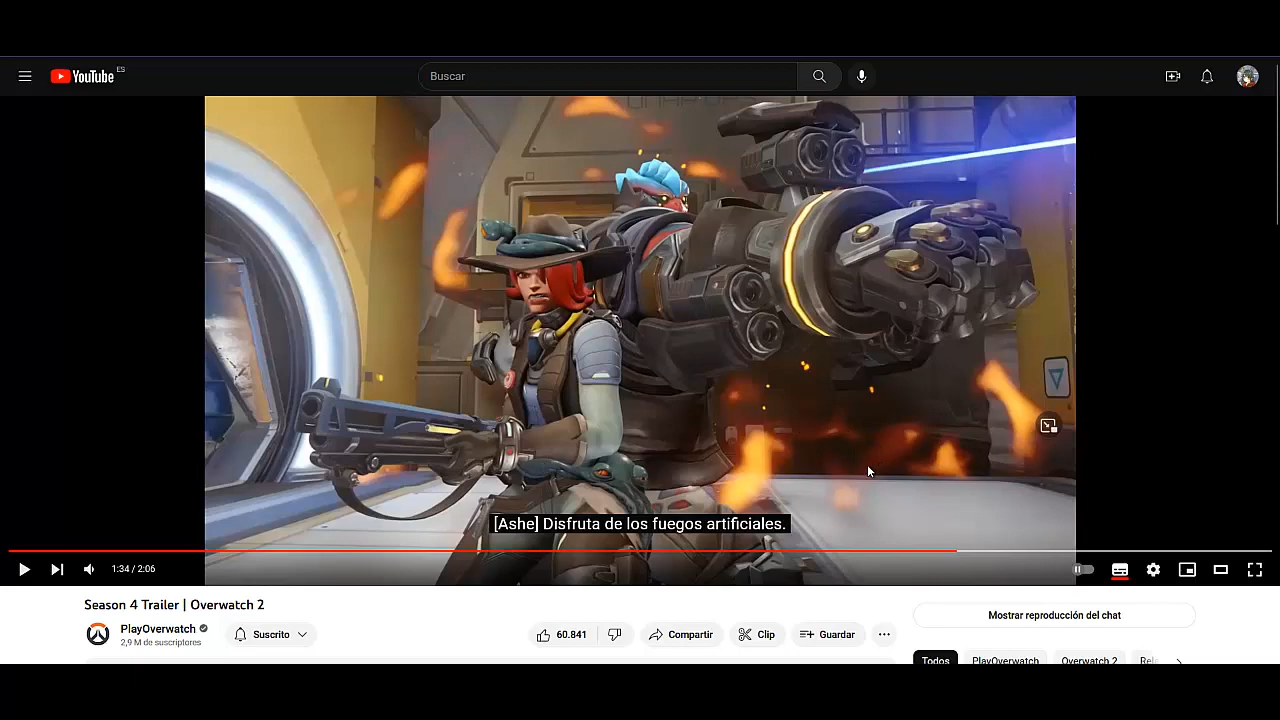 YouTube ES
Buscar
[Ashe] Disfruta de los fuegos artificiales.
1:34 / 2:06
Season 4 Trailer | Overwatch 2
PlayOverwatch
2,9 M de suscriptores
Suscrito
60.841
Compartir
Clip
Guardar
Mostrar reproducción del chat
Todos
PlayOverwatch
Overwatch 2